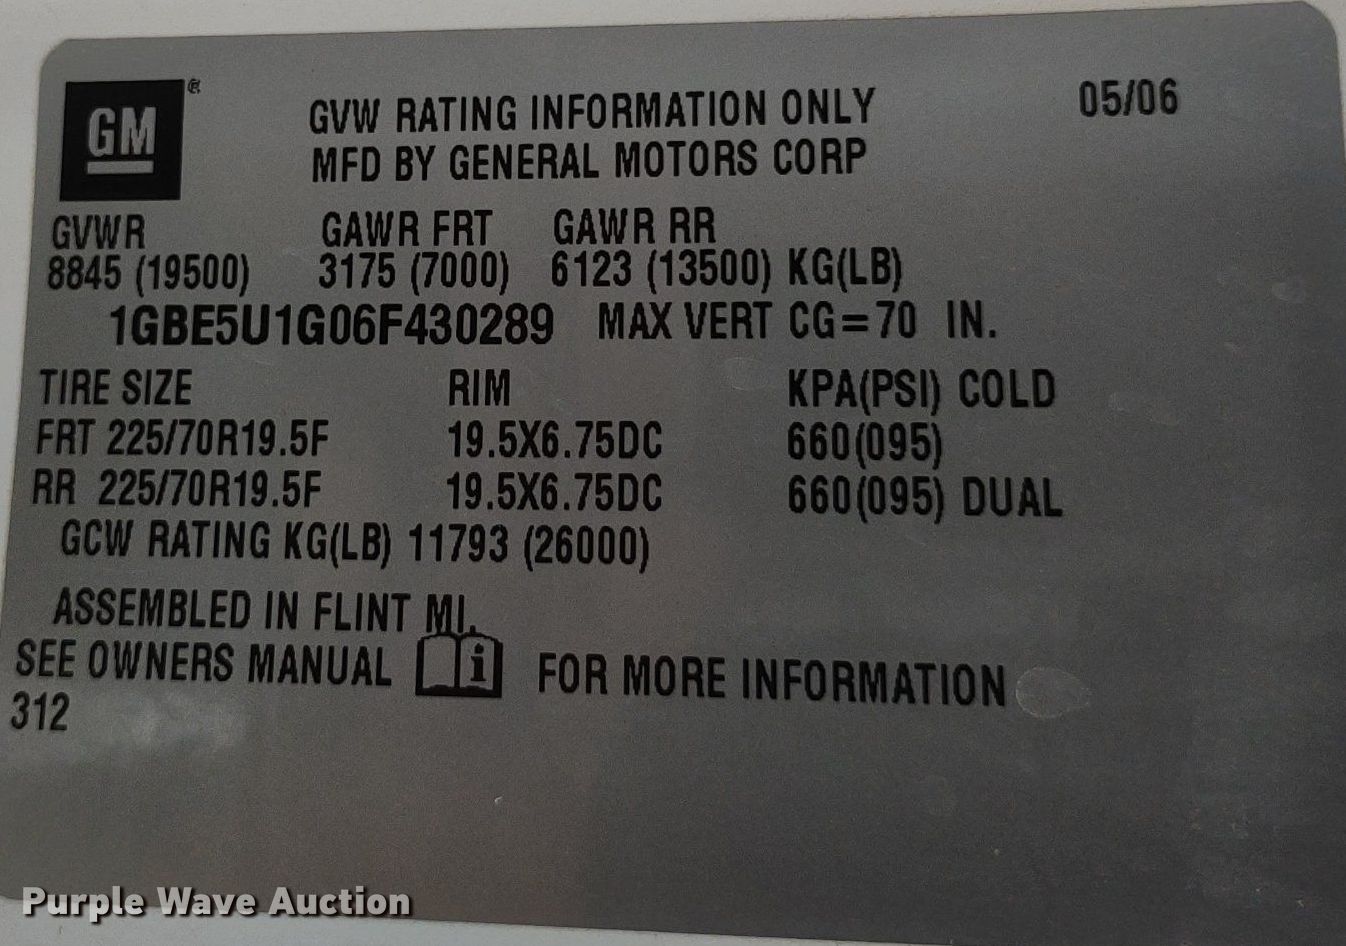 GM ®
GVW RATING INFORMATION ONLY 05/06
MFD BY GENERAL MOTORS CORP
GVWR GAWR FRT GAWR RR
8845 (19500) 3175 (7000) 6123 (13500) KG(LB)
1GBE5U1G06F430289 MAX VERT CG=70 IN.
TIRE SIZE RIM KPA(PSI) COLD
FRT 225/70R19.5F 19.5X6.75DC 660(095)
RR 225/70R19.5F 19.5X6.75DC 660(095) DUAL
GCW RATING KG(LB) 11793 (26000)
ASSEMBLED IN FLINT MI.
SEE OWNERS MANUAL i FOR MORE INFORMATION
312
Purple Wave Auction